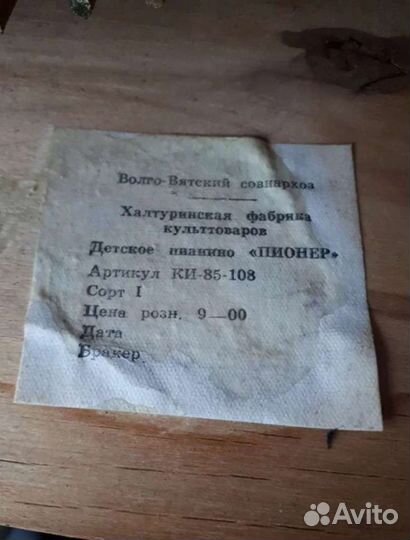 Волго-Вятский совнархоз
Халтуринская фабрика
культтоваров
Детское пианино «ПИОНЕР»
Артикул КИ-85-108
Сорт I
Цена розн. 9—00
Дата
Бракер
Avito